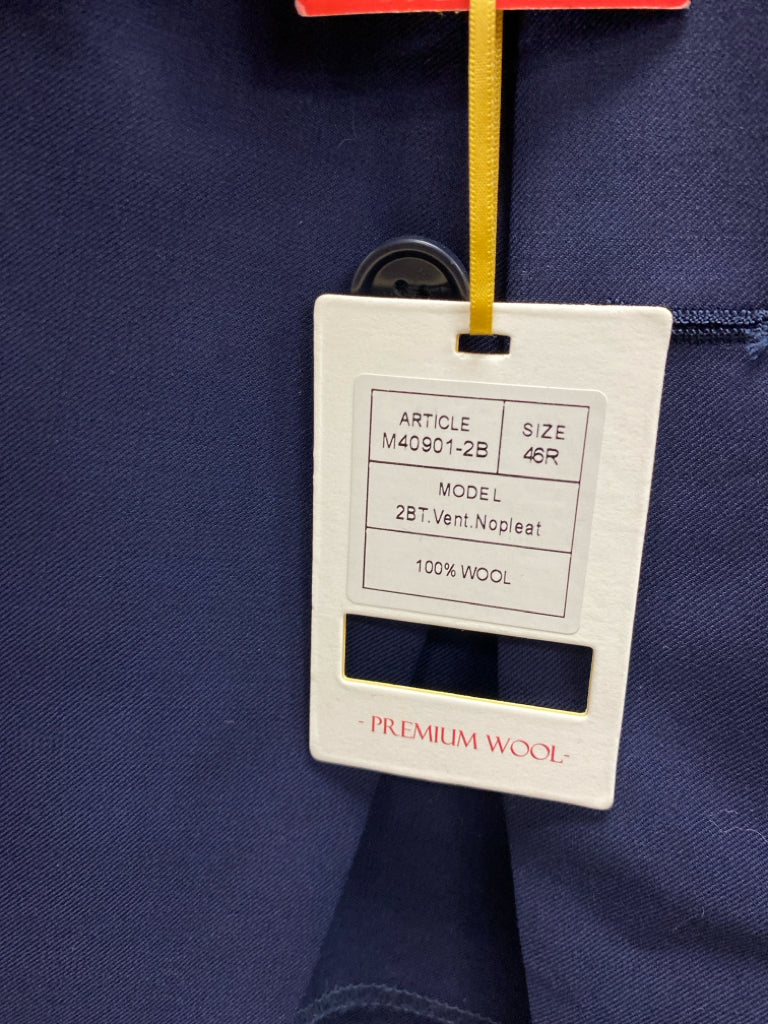 ARTICLE
M40901-2B
SIZE
46R
MODEL
2BT.Vent.Nopleat
100% WOOL
- PREMIUM WOOL-